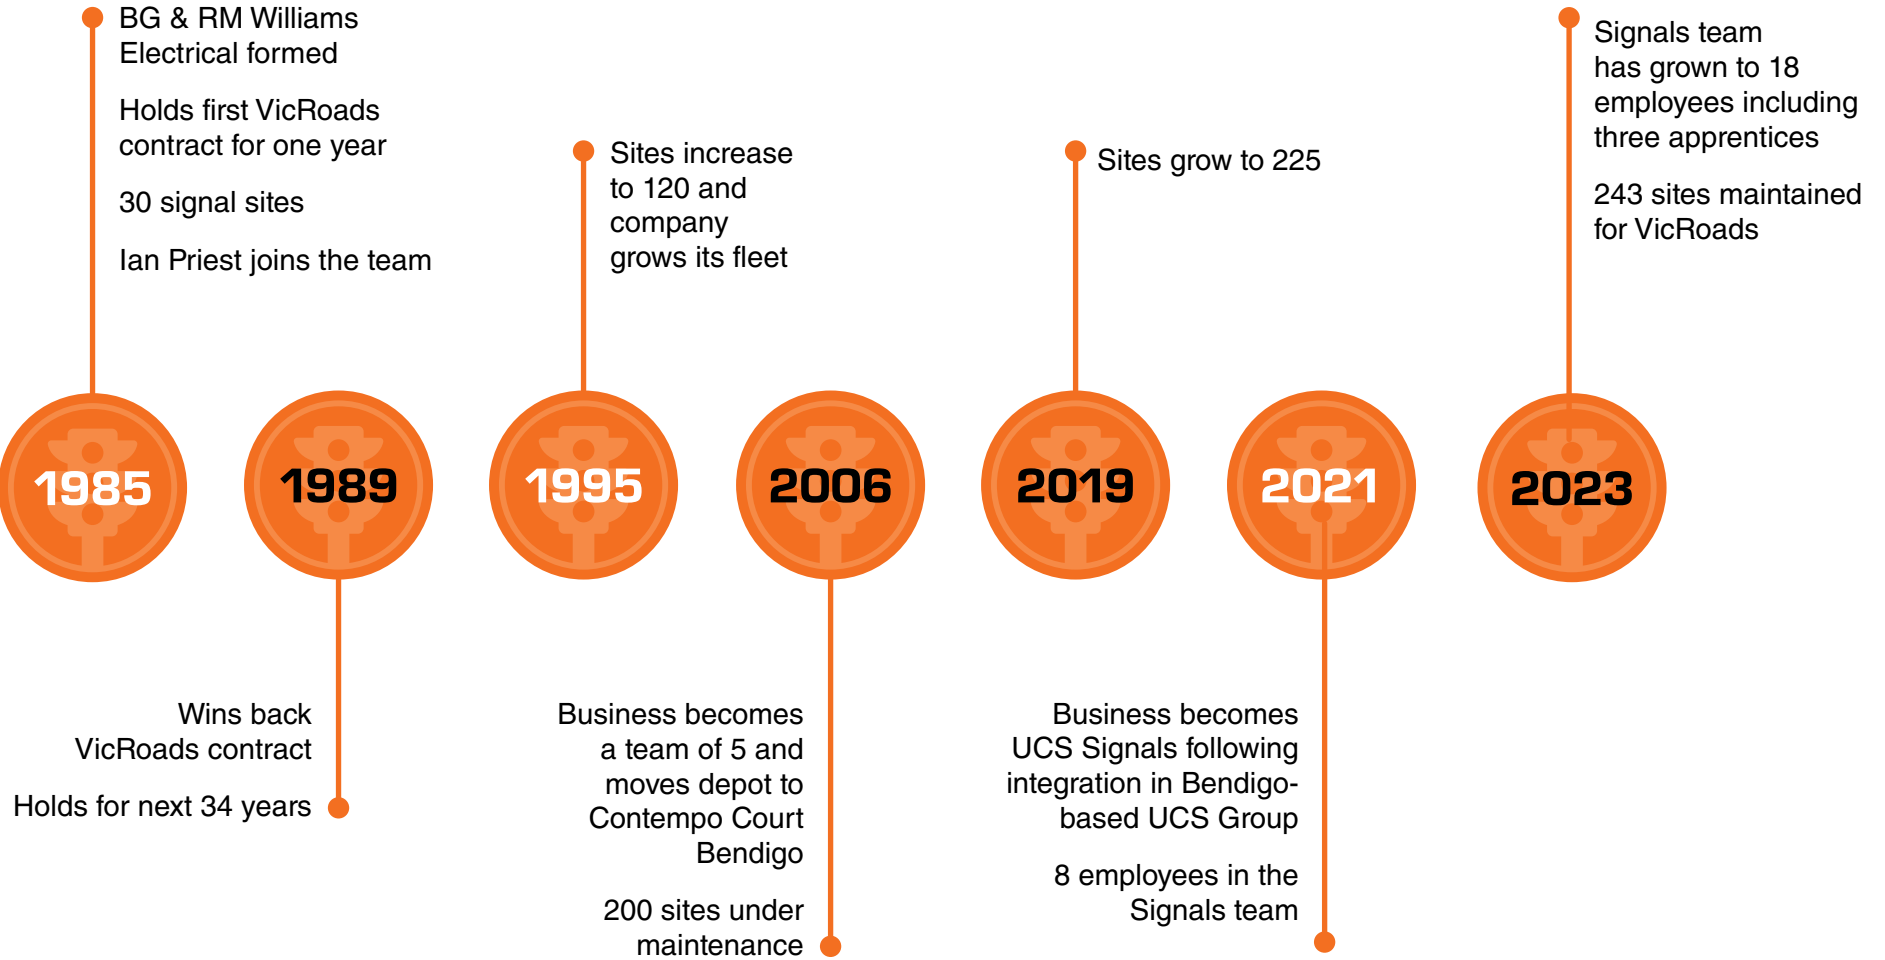 BG & RM Williams
Electrical formed
Holds first VicRoads
contract for one year
30 signal sites
Ian Priest joins the team
1985
1989
Wins back
VicRoads contract
Holds for next 34 years
Sites increase
to 120 and
company
grows its fleet
1995
2006
Business becomes
a team of 5 and
moves depot to
Contempo Court
Bendigo
200 sites under
maintenance
Sites grow to 225
2019
2021
Business becomes
UCS Signals following
integration in Bendigo-
based UCS Group
8 employees in the
Signals team
Signals team
has grown to 18
employees including
three apprentices
243 sites maintained
for VicRoads
2023